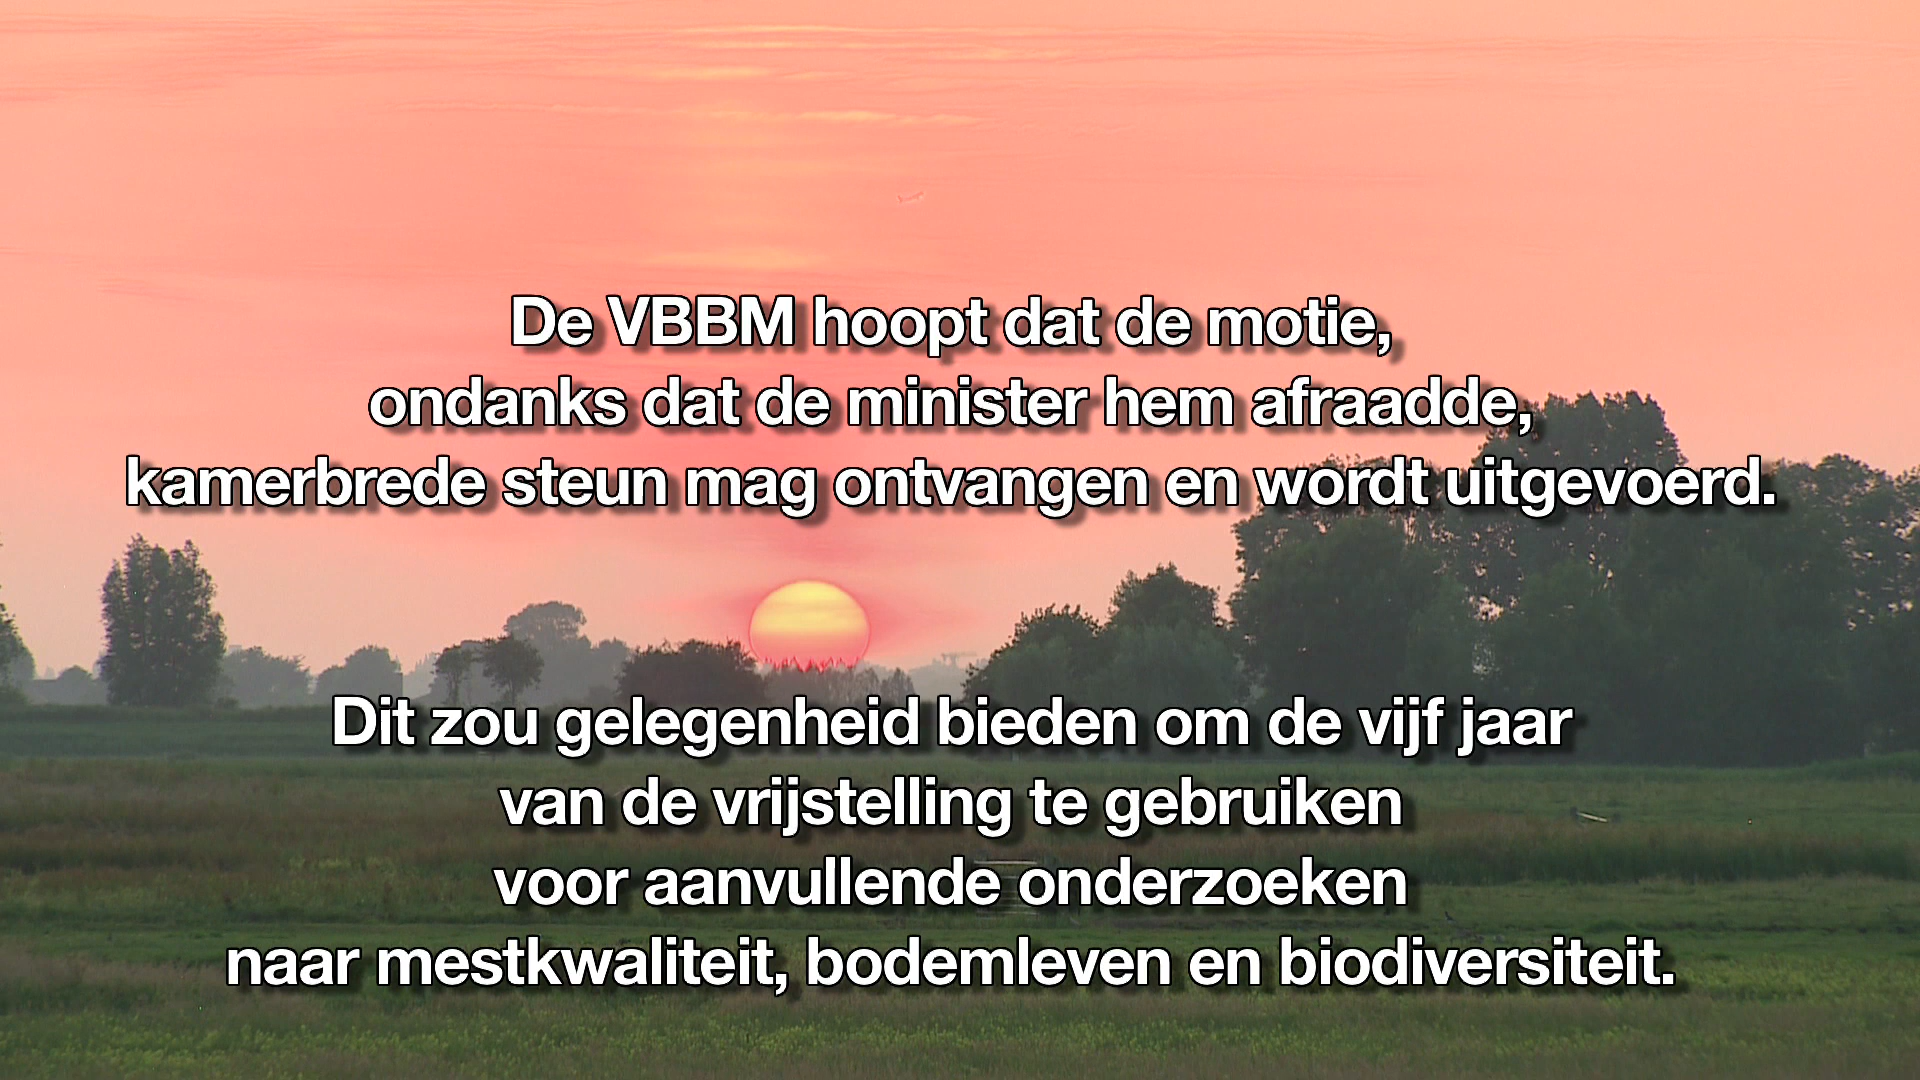 De VBBM hoopt dat de motie,
ondanks dat de minister hem afraadde,
kamerbrede steun mag ontvangen en wordt uitgevoerd.
Dit zou gelegenheid bieden om de vijf jaar
van de vrijstelling te gebruiken
voor aanvullende onderzoeken
naar mestkwaliteit, bodemleven en biodiversiteit.